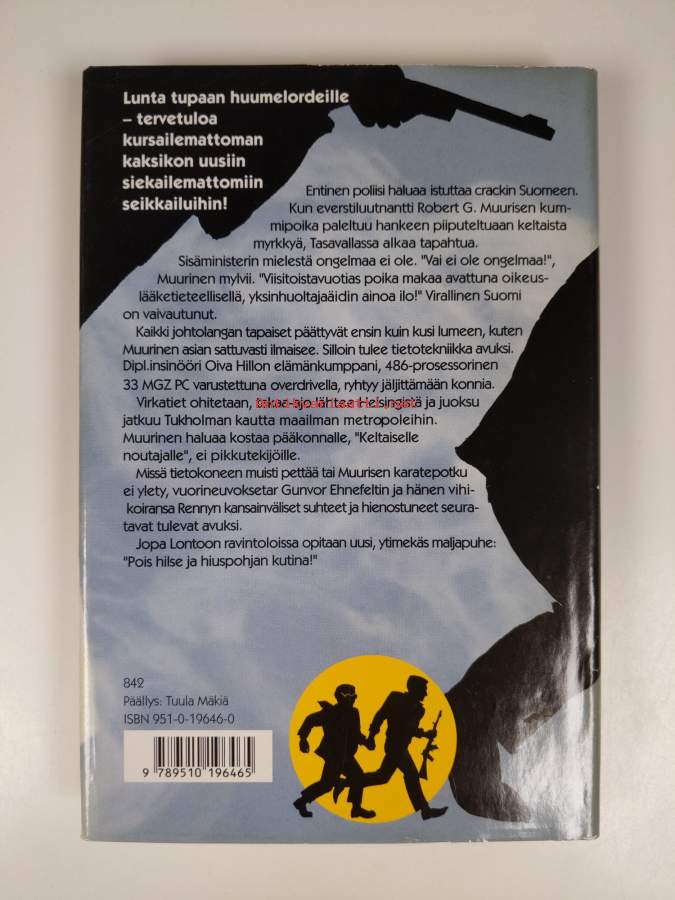 Lunta tupaan huumelordeille
– tervetuloa
kursailemattoman
kaksikon uusiin
siekailemattomiin
seikkailuihin!
Entinen poliisi haluaa istuttaa crackin Suomeen.
Kun everstiluutnantti Robert G. Muurisen kum-
mipoika paleltuu hankeen piiputeltuaan keltaista
myrkkyä, Tasavallassa alkaa tapahtua.
Sisäministerin mielestä ongelmaa ei ole. "Vai ei ole ongelmaa!",
Muurinen mylvii. "Viisitoistavuotias poika makaa avattuna oikeus-
lääketieteellisellä, yksinhuoltajaäidin ainoa ilo!" Virallinen Suomi
on vaivautunut.
Kaikki johtolangan tapaiset päättyvät ensin kuin kusi lumeen, kuten
Muurinen asian sattuvasti ilmaisee. Silloin tulee tietotekniikka avuksi.
Dipl.insinööri Oiva Hillon elämänkumppani, 486-prosessorinen
33 MGZ PC varustettuna overdrivella, ryhtyy jäljittämään konnia.
Virkatiet ohitetaan, takaa-ajo lähtee Helsingistä ja juoksu
jatkuu Tukholman kautta maailman metropoleihin.
Muurinen haluaa kostaa pääkonnalle, "Keltaiselle
noutajalle", ei pikkutekijöille.
Missä tietokoneen muisti pettää tai Muurisen karatepotku
ei ylety, vuorineuvoksetar Gunvor Ehnefeltin ja hänen vihi-
koiransa Rennyn kansainväliset suhteet ja hienostuneet seura-
tavat tulevat avuksi.
Jopa Lontoon ravintoloissa opitaan uusi, ytimekäs maljapuhe:
"Pois hilse ja hiuspohjan kutina!"
842
Päällys: Tuula Mäkiä
ISBN 951-0-19646-0
9 789510 196465